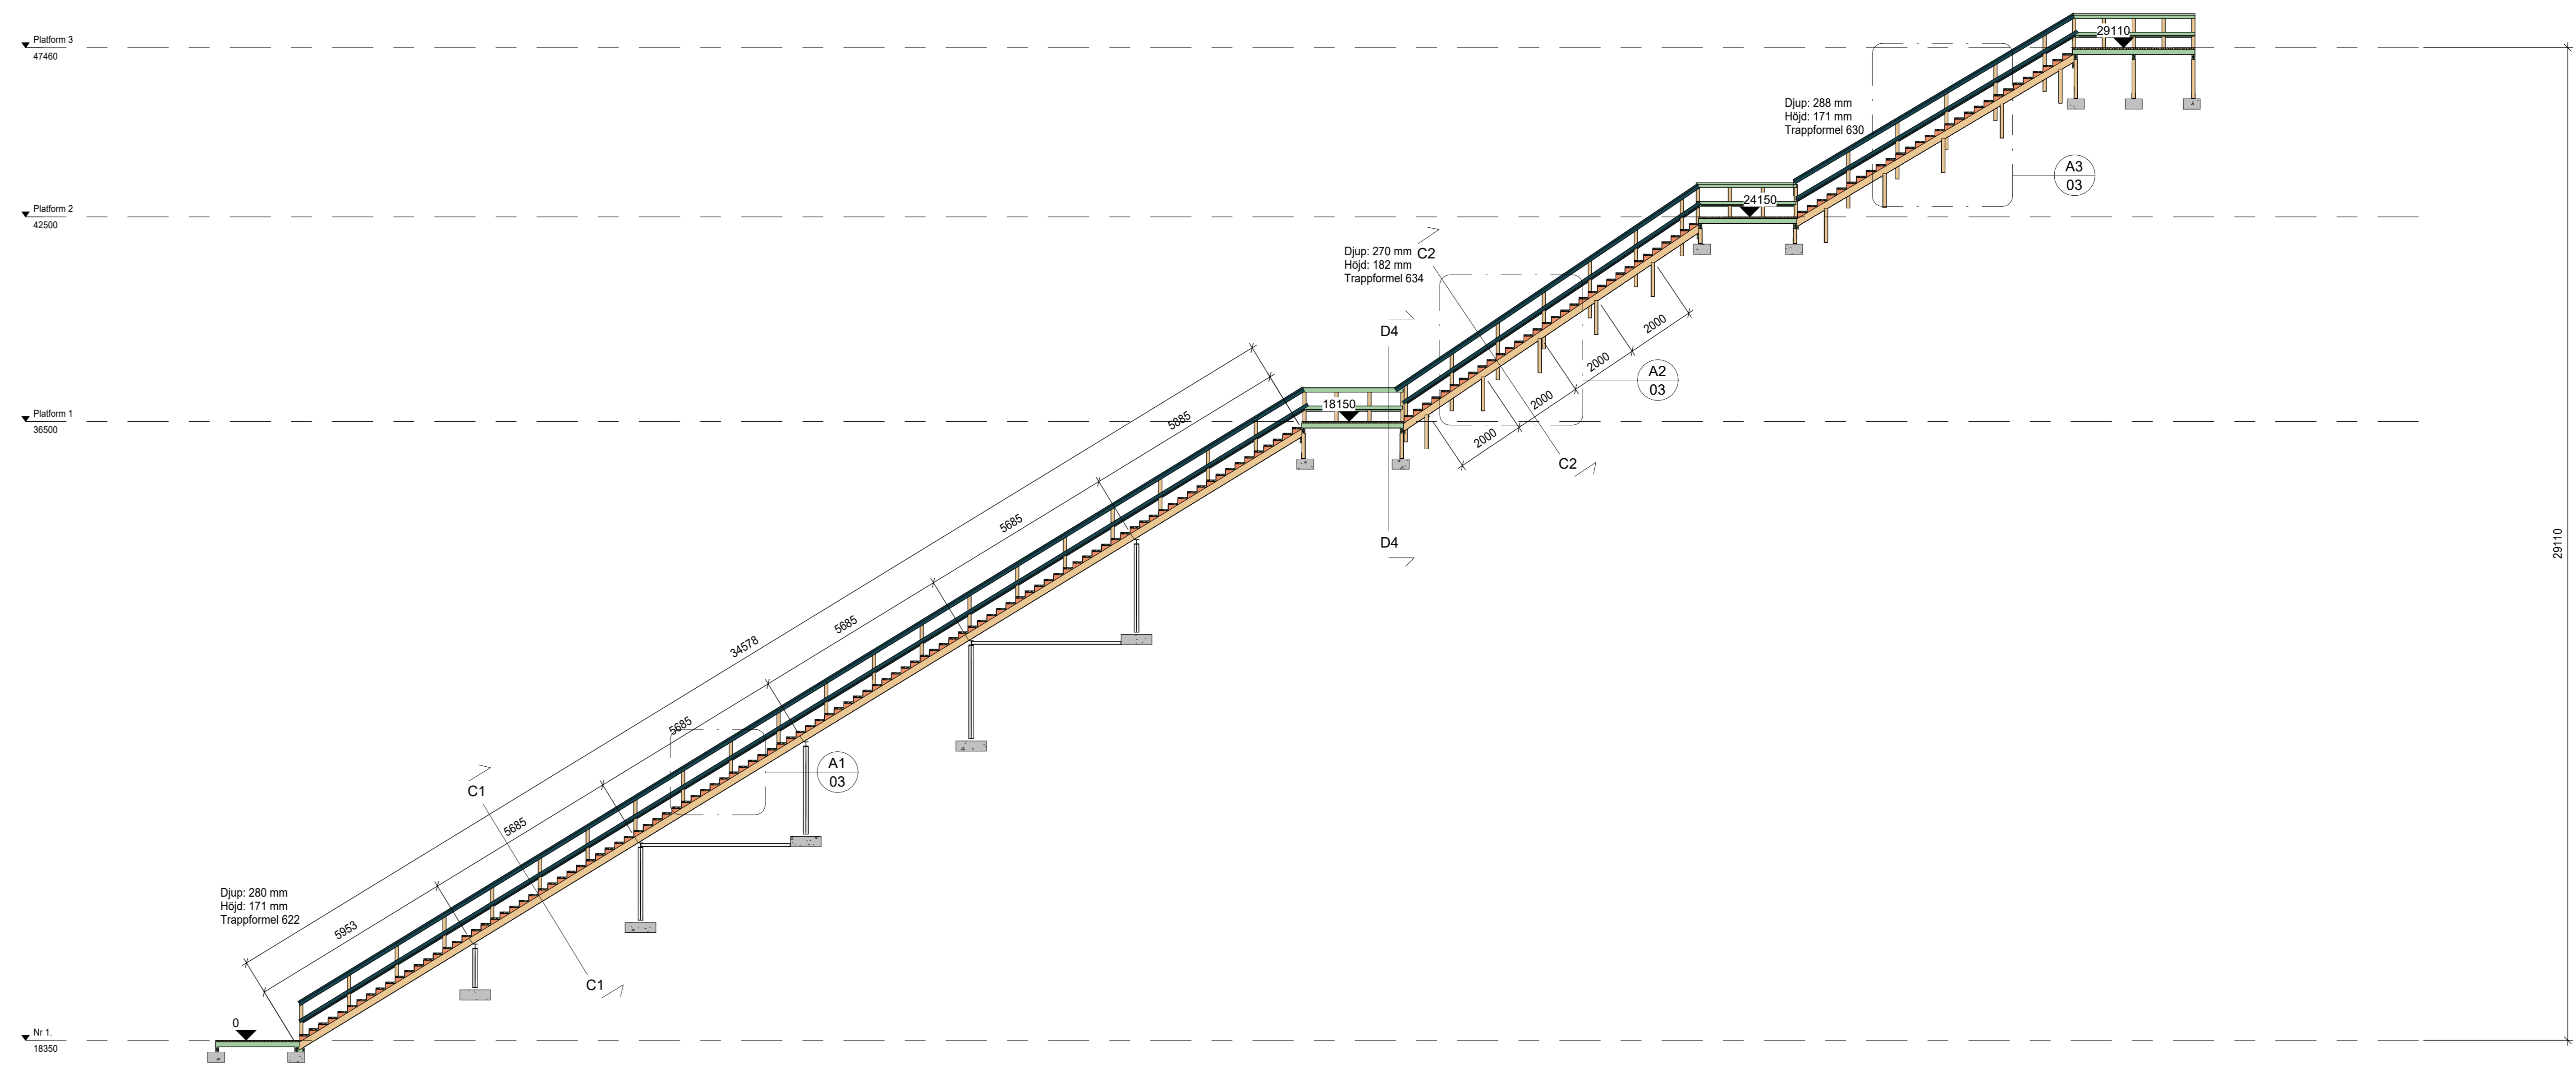 Platform 3
47460
29110
Djup: 288 mm
Höjd: 171 mm
Trappformel 630
A3
03
Platform 2
42500
24150
Djup: 270 mm
Höjd: 182 mm
Trappformel 634
C2
D4
2000
2000
2000
2000
A2
03
C2
Platform 1
36500
18150
5885
5685
5685
5685
5685
5953
34578
D4
29110
A1
03
C1
C1
Djup: 280 mm
Höjd: 171 mm
Trappformel 622
0
Nr 1.
18350